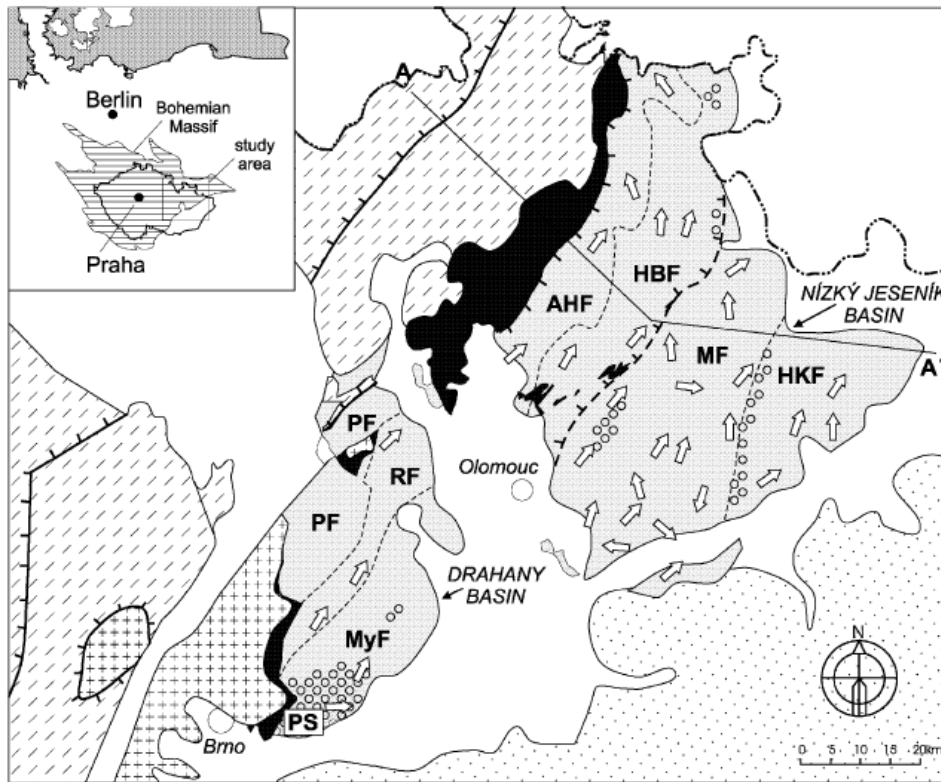 Berlin
Bohemian
Massif
study
area
Praha
A
HBF
AHF
NÍZKÝ JESENÍK
BASIN
MF
HKF
A
PF
RF
Olomouc
PF
DRAHANY
BASIN
MyF
N
PS
Brno
0 5 10 15 20km